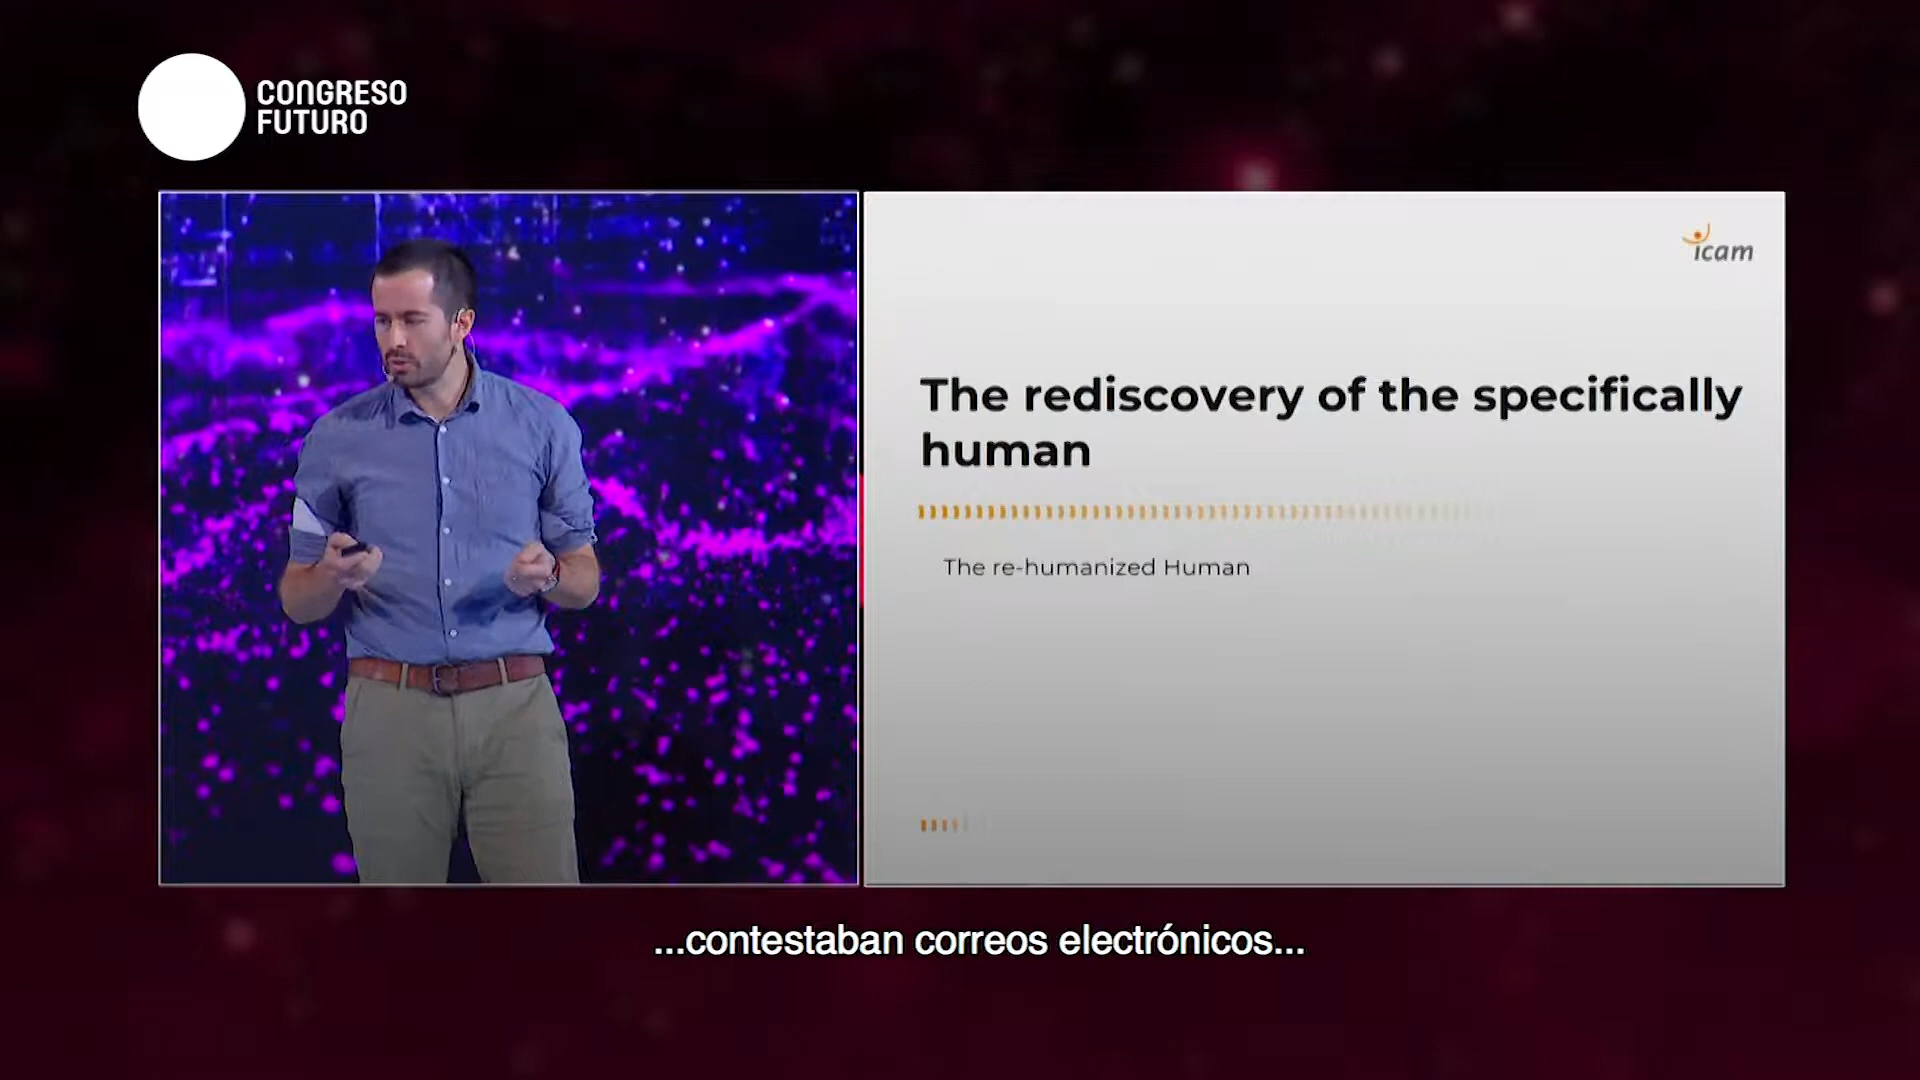 CONGRESO
FUTURO
icam
The rediscovery of the specifically
human
The re-humanized Human
...contestaban correos electrónicos...